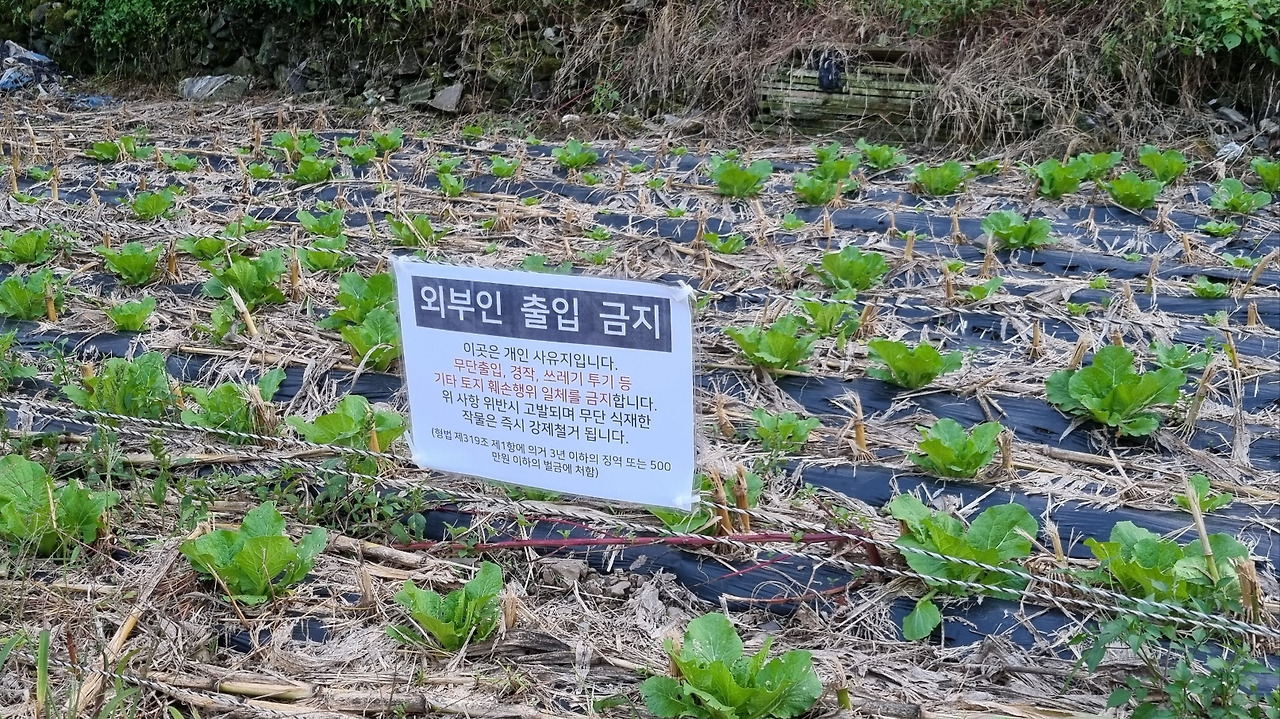 외부인 출입 금지
이곳은 개인 사유지입니다.
무단출입, 경작, 쓰레기 투기 등
기타 토지 훼손행위 일체를 금지합니다.
위 사항 위반시 고발되며 무단 식재한
작물은 즉시 강제철거 됩니다.
(형법 제319조 제1항에 의거 3년 이하의 징역 또는 500
만원 이하의 벌금에 처함)